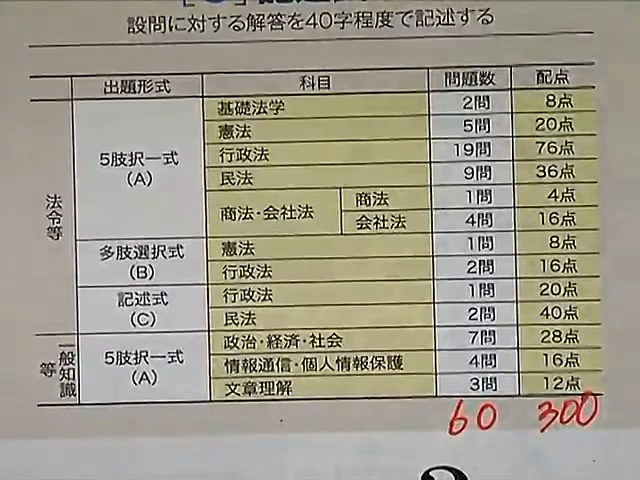 設問に対する解答を40字程度で記述する
出題形式 科目 問題数 配点
法令等 5肢択一式(A) 基礎法学 2問 8点
憲法 5問 20点
行政法 19問 76点
民法 9問 36点
商法・会社法 商法 1問 4点
会社法 4問 16点
多肢選択式(B) 憲法 1問 8点
行政法 2問 16点
記述式(C) 行政法 1問 20点
民法 2問 40点
一般知識等 5肢択一式(A) 政治・経済・社会 7問 28点
情報通信・個人情報保護 4問 16点
文章理解 3問 12点
60 300